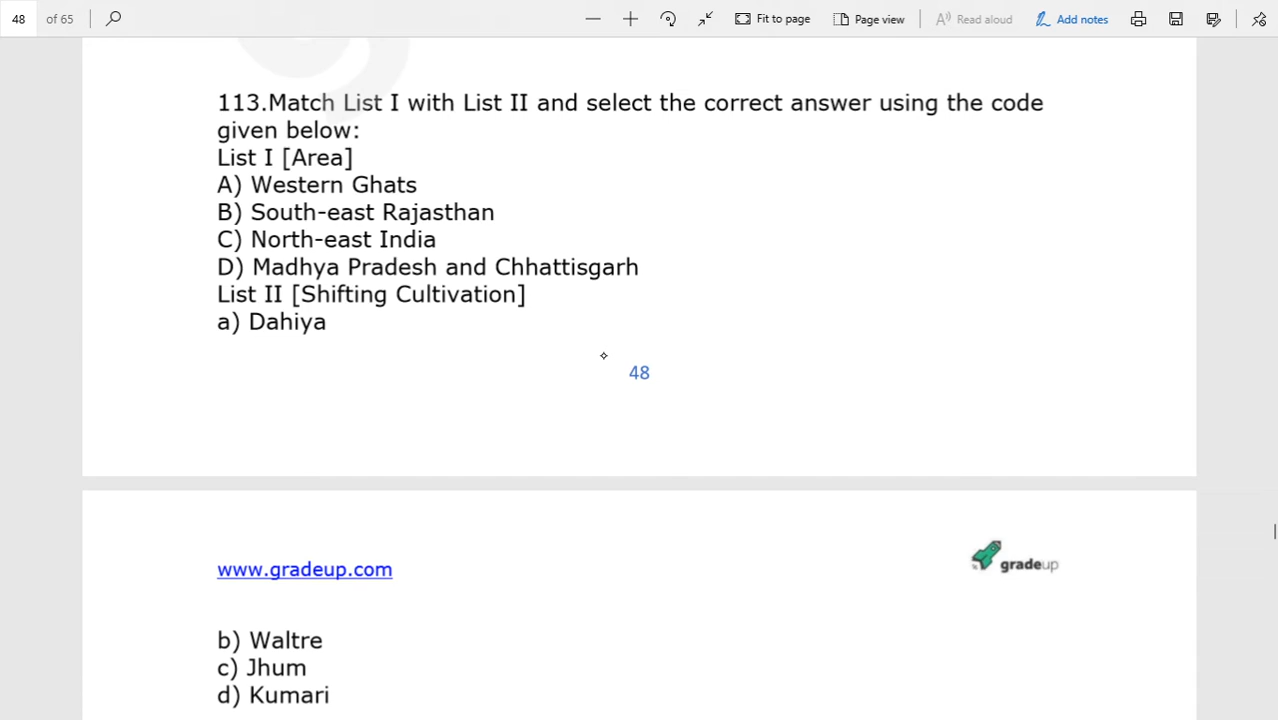 48 of 65 Fit to page Page view Read aloud Add notes
113.Match List I with List II and select the correct answer using the code
given below:
List I [Area]
A) Western Ghats
B) South-east Rajasthan
C) North-east India
D) Madhya Pradesh and Chhattisgarh
List II [Shifting Cultivation]
a) Dahiya
48
www.gradeup.com
gradeup
b) Waltre
c) Jhum
d) Kumari